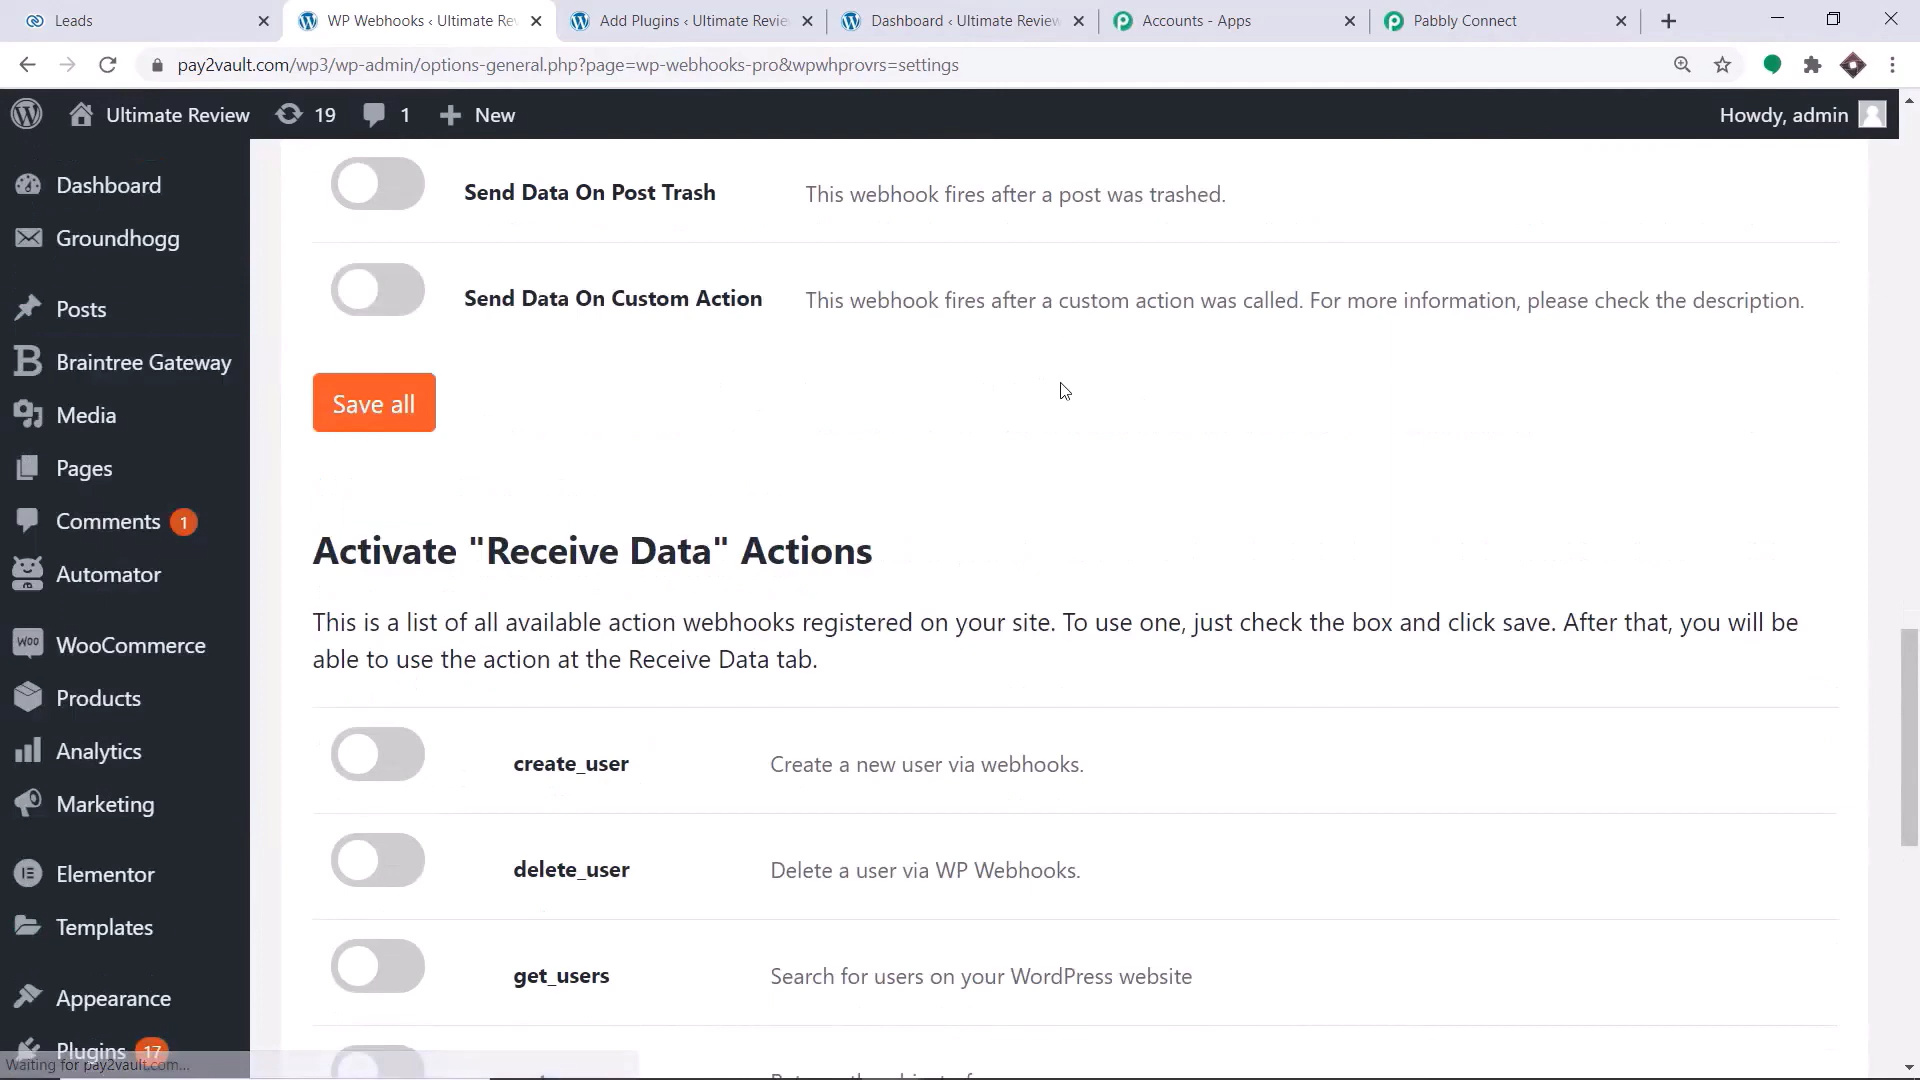 Leads
WP Webhooks ‹ Ultimate Rev
Add Plugins ‹ Ultimate Revie
Dashboard ‹ Ultimate Review
Accounts - Apps
Pabbly Connect
pay2vault.com/wp3/wp-admin/options-general.php?page=wp-webhooks-pro&wpwhprovrs=settings
Ultimate Review
19
1
New
Howdy, admin
Dashboard
Groundhogg
Posts
Braintree Gateway
Media
Pages
Comments 1
Automator
WooCommerce
Products
Analytics
Marketing
Elementor
Templates
Appearance
Plugins 17
Waiting for pay2vault.com...
Send Data On Post Trash
This webhook fires after a post was trashed.
Send Data On Custom Action
This webhook fires after a custom action was called. For more information, please check the description.
Save all
Activate "Receive Data" Actions
This is a list of all available action webhooks registered on your site. To use one, just check the box and click save. After that, you will be
able to use the action at the Receive Data tab.
create_user
Create a new user via webhooks.
delete_user
Delete a user via WP Webhooks.
get_users
Search for users on your WordPress website